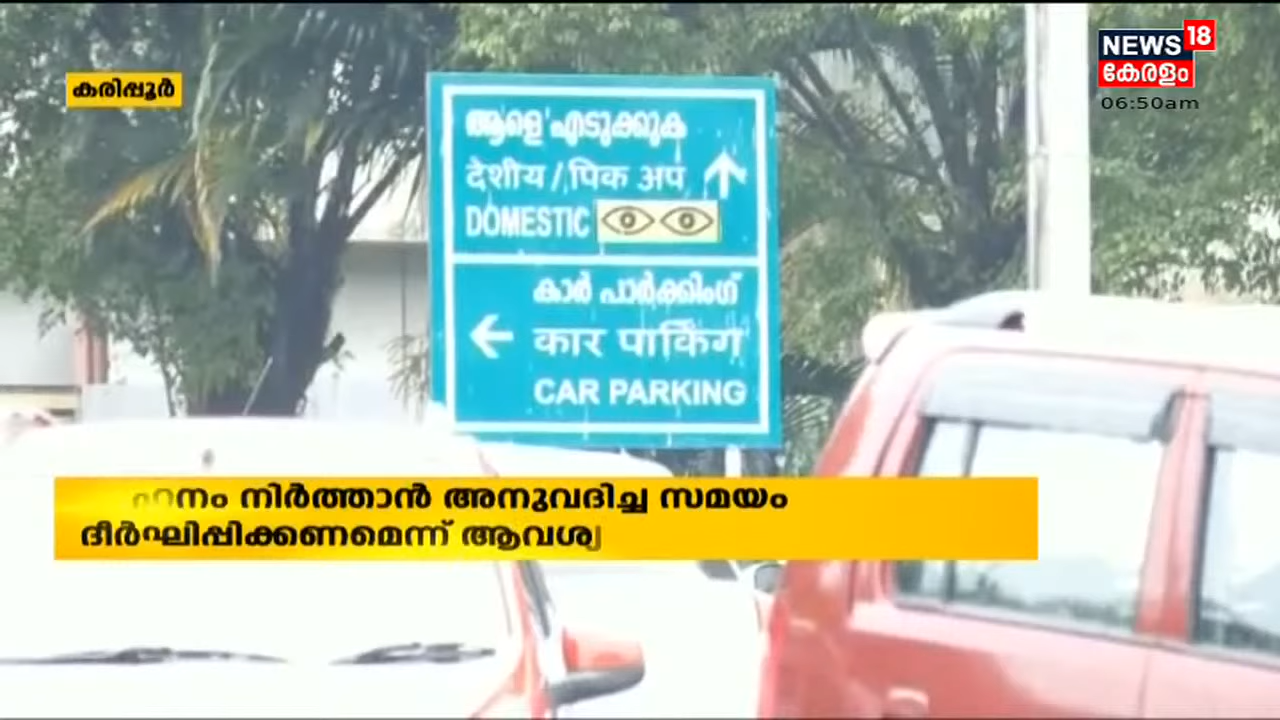 കരിപ്പൂർ
NEWS 18
കേരളം
06:50am
ആളെ എടുക്കുക
देशीय / पिक अप
DOMESTIC
കാർ പാർക്കിംഗ്
कार पार्किंग
CAR PARKING
നിർത്താൻ അനുവദിച്ച സമയം
ദീർഘിപ്പിക്കണമെന്ന്